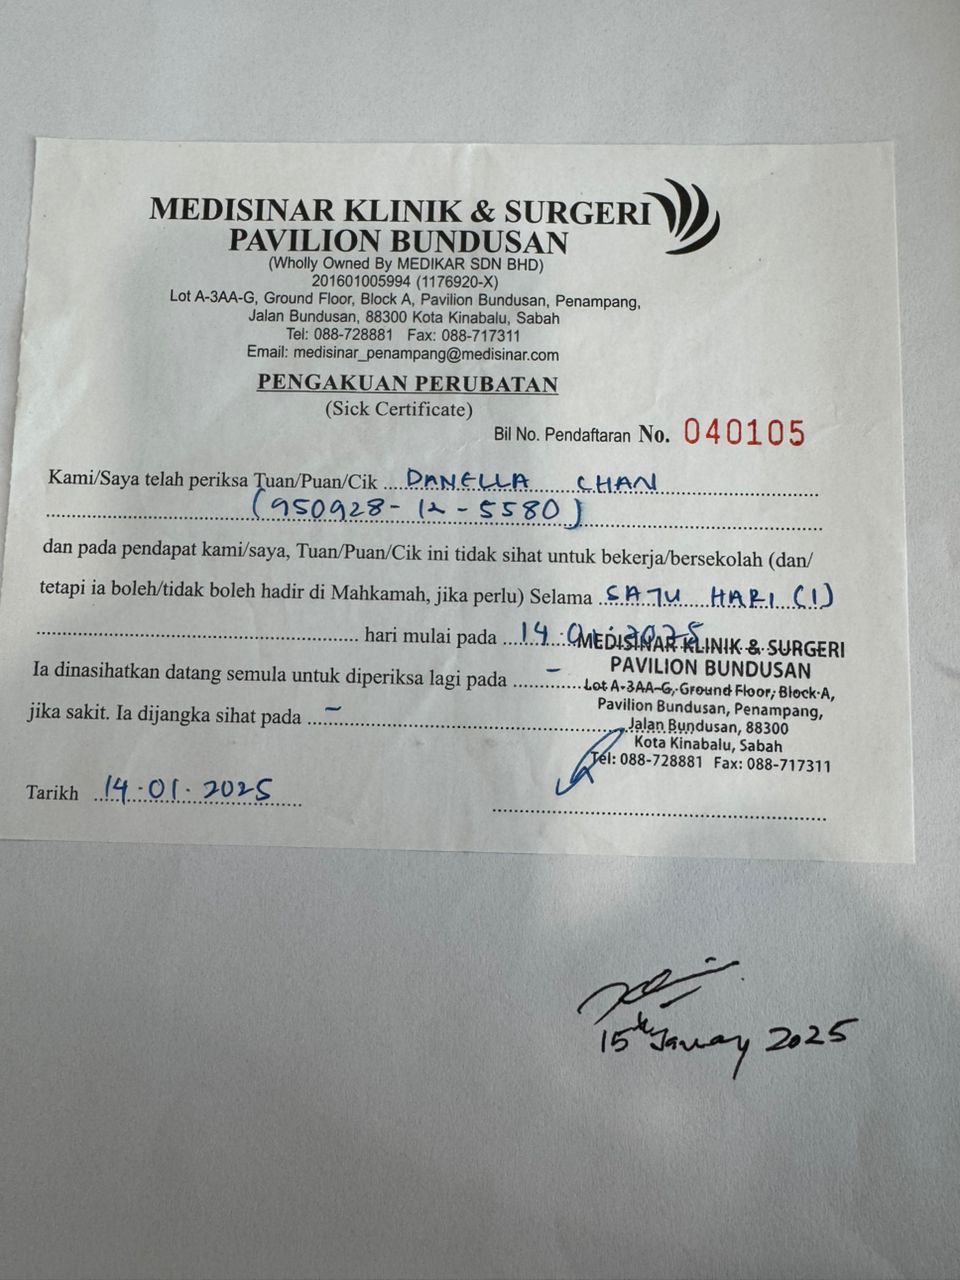 MEDISINAR KLINIK & SURGERI
PAVILION BUNDUSAN
(Wholly Owned By MEDIKAR SDN BHD)
201601005994 (1176920-X)
Lot A-3AA-G, Ground Floor, Block A, Pavilion Bundusan, Penampang,
Jalan Bundusan, 88300 Kota Kinabalu, Sabah
Tel: 088-728881 Fax: 088-717311
Email: medisinar_penampang@medisinar.com
PENGAKUAN PERUBATAN
(Sick Certificate)
Bil No. Pendaftaran No. 040105
Kami/Saya telah periksa Tuan/Puan/Cik DANELLA CHAN
(950928-12-5580)
dan pada pendapat kami/saya, Tuan/Puan/Cik ini tidak sihat untuk bekerja/bersekolah (dan/
tetapi ia boleh/tidak boleh hadir di Mahkamah, jika perlu) Selama SATU HARI (1)
hari mulai pada 14.01.2025
Ia dinasihatkan datang semula untuk diperiksa lagi pada -
jika sakit. Ia dijangka sihat pada -
MEDISINAR KLINIK & SURGERI
PAVILION BUNDUSAN
Lot A-3AA-G, Ground Floor, Block A,
Pavilion Bundusan, Penampang,
Jalan Bundusan, 88300
Kota Kinabalu, Sabah
Tel: 088-728881 Fax: 088-717311
Tarikh 14.01.2025
15th January 2025